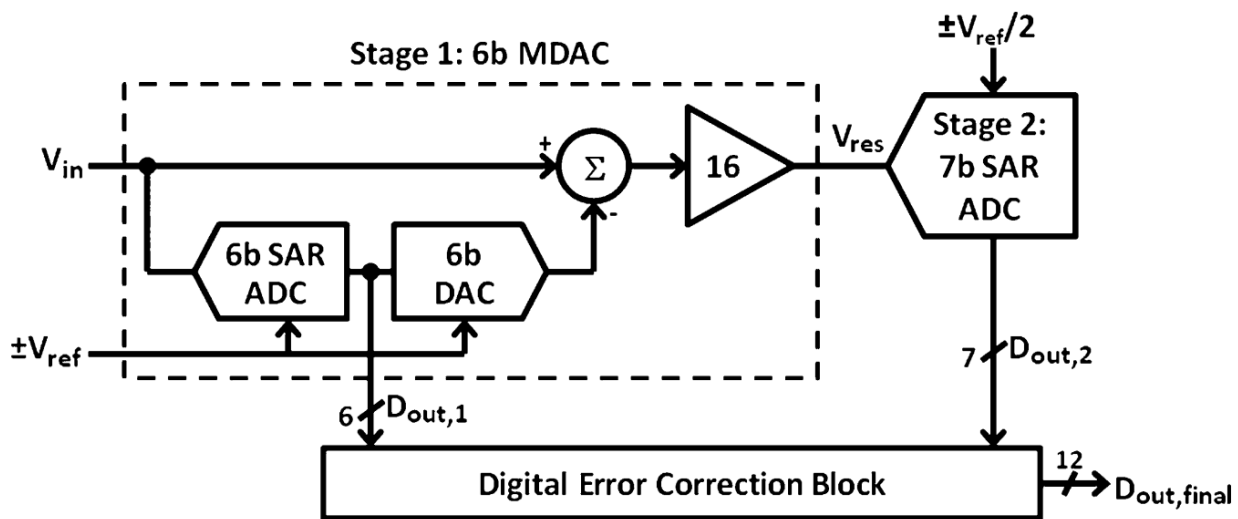 Stage 1: 6b MDAC
±Vref/2
Vin
+
Σ
-
16
Vres
Stage 2:
7b SAR
ADC
6b SAR
ADC
6b
DAC
±Vref
6
Dout,1
7
Dout,2
Digital Error Correction Block
12
Dout,final